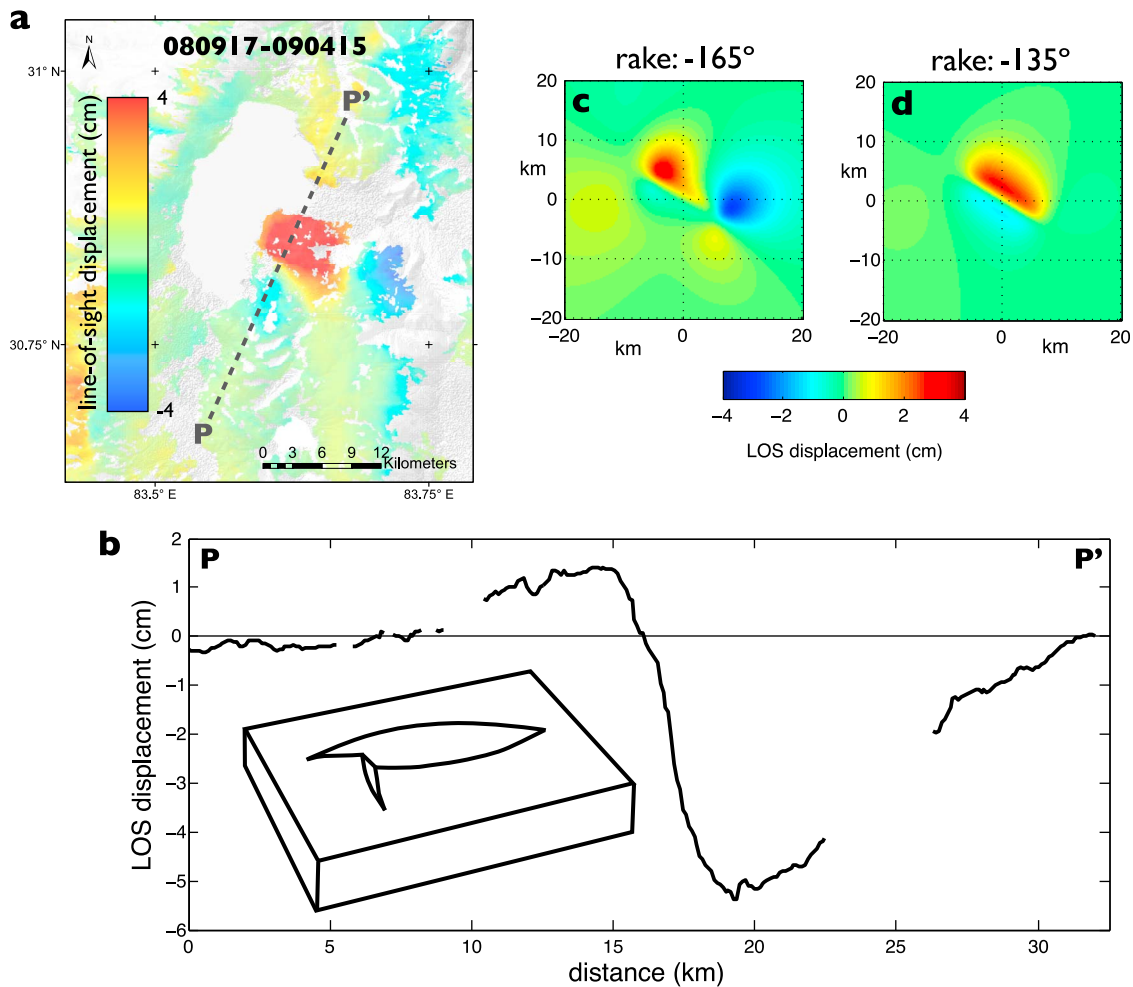 a
N
080917-090415
31° N
30.75° N
83.5° E
83.75° E
4
-4
line-of-sight displacement (cm)
P'
P
0 3 6 9 12
Kilometers
rake: -165º
c
20
10
km
0
−10
−20
−20
0
20
km
rake: -135º
d
20
10
km
0
−10
−20
−20
0
20
km
−4 −2 0 2 4
LOS displacement (cm)
b
P
P'
2
1
0
−1
−2
−3
−4
−5
−6
LOS displacement (cm)
0 5 10 15 20 25 30
distance (km)